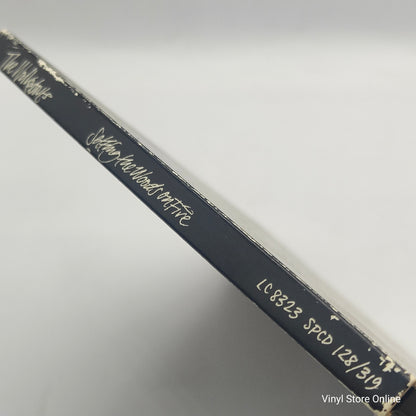 The Walkabouts
Setting the Woods on Fire
LC 8323 SPCD 128/319
Vinyl Store Online